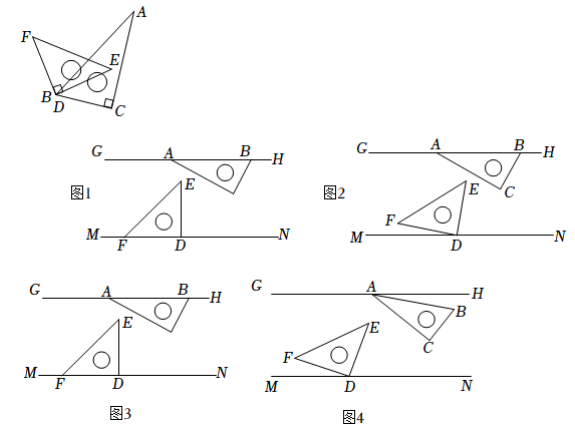 A
F
E
B
D
C
G A B H
E
图1
M F D N
G A B H
E C
图2
F
M D N
G A B H
E
M F D N
图3
G A H
B
E
C
F
M D N
图4